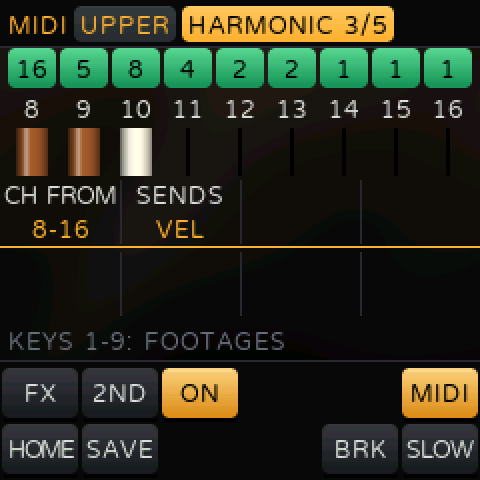 MIDI UPPER HARMONIC 3/5
16 5 8 4 2 2 1 1 1
8 9 10 11 12 13 14 15 16
CH FROM SENDS
8-16 VEL
KEYS 1-9: FOOTAGES
FX 2ND ON MIDI
HOME SAVE BRK SLOW